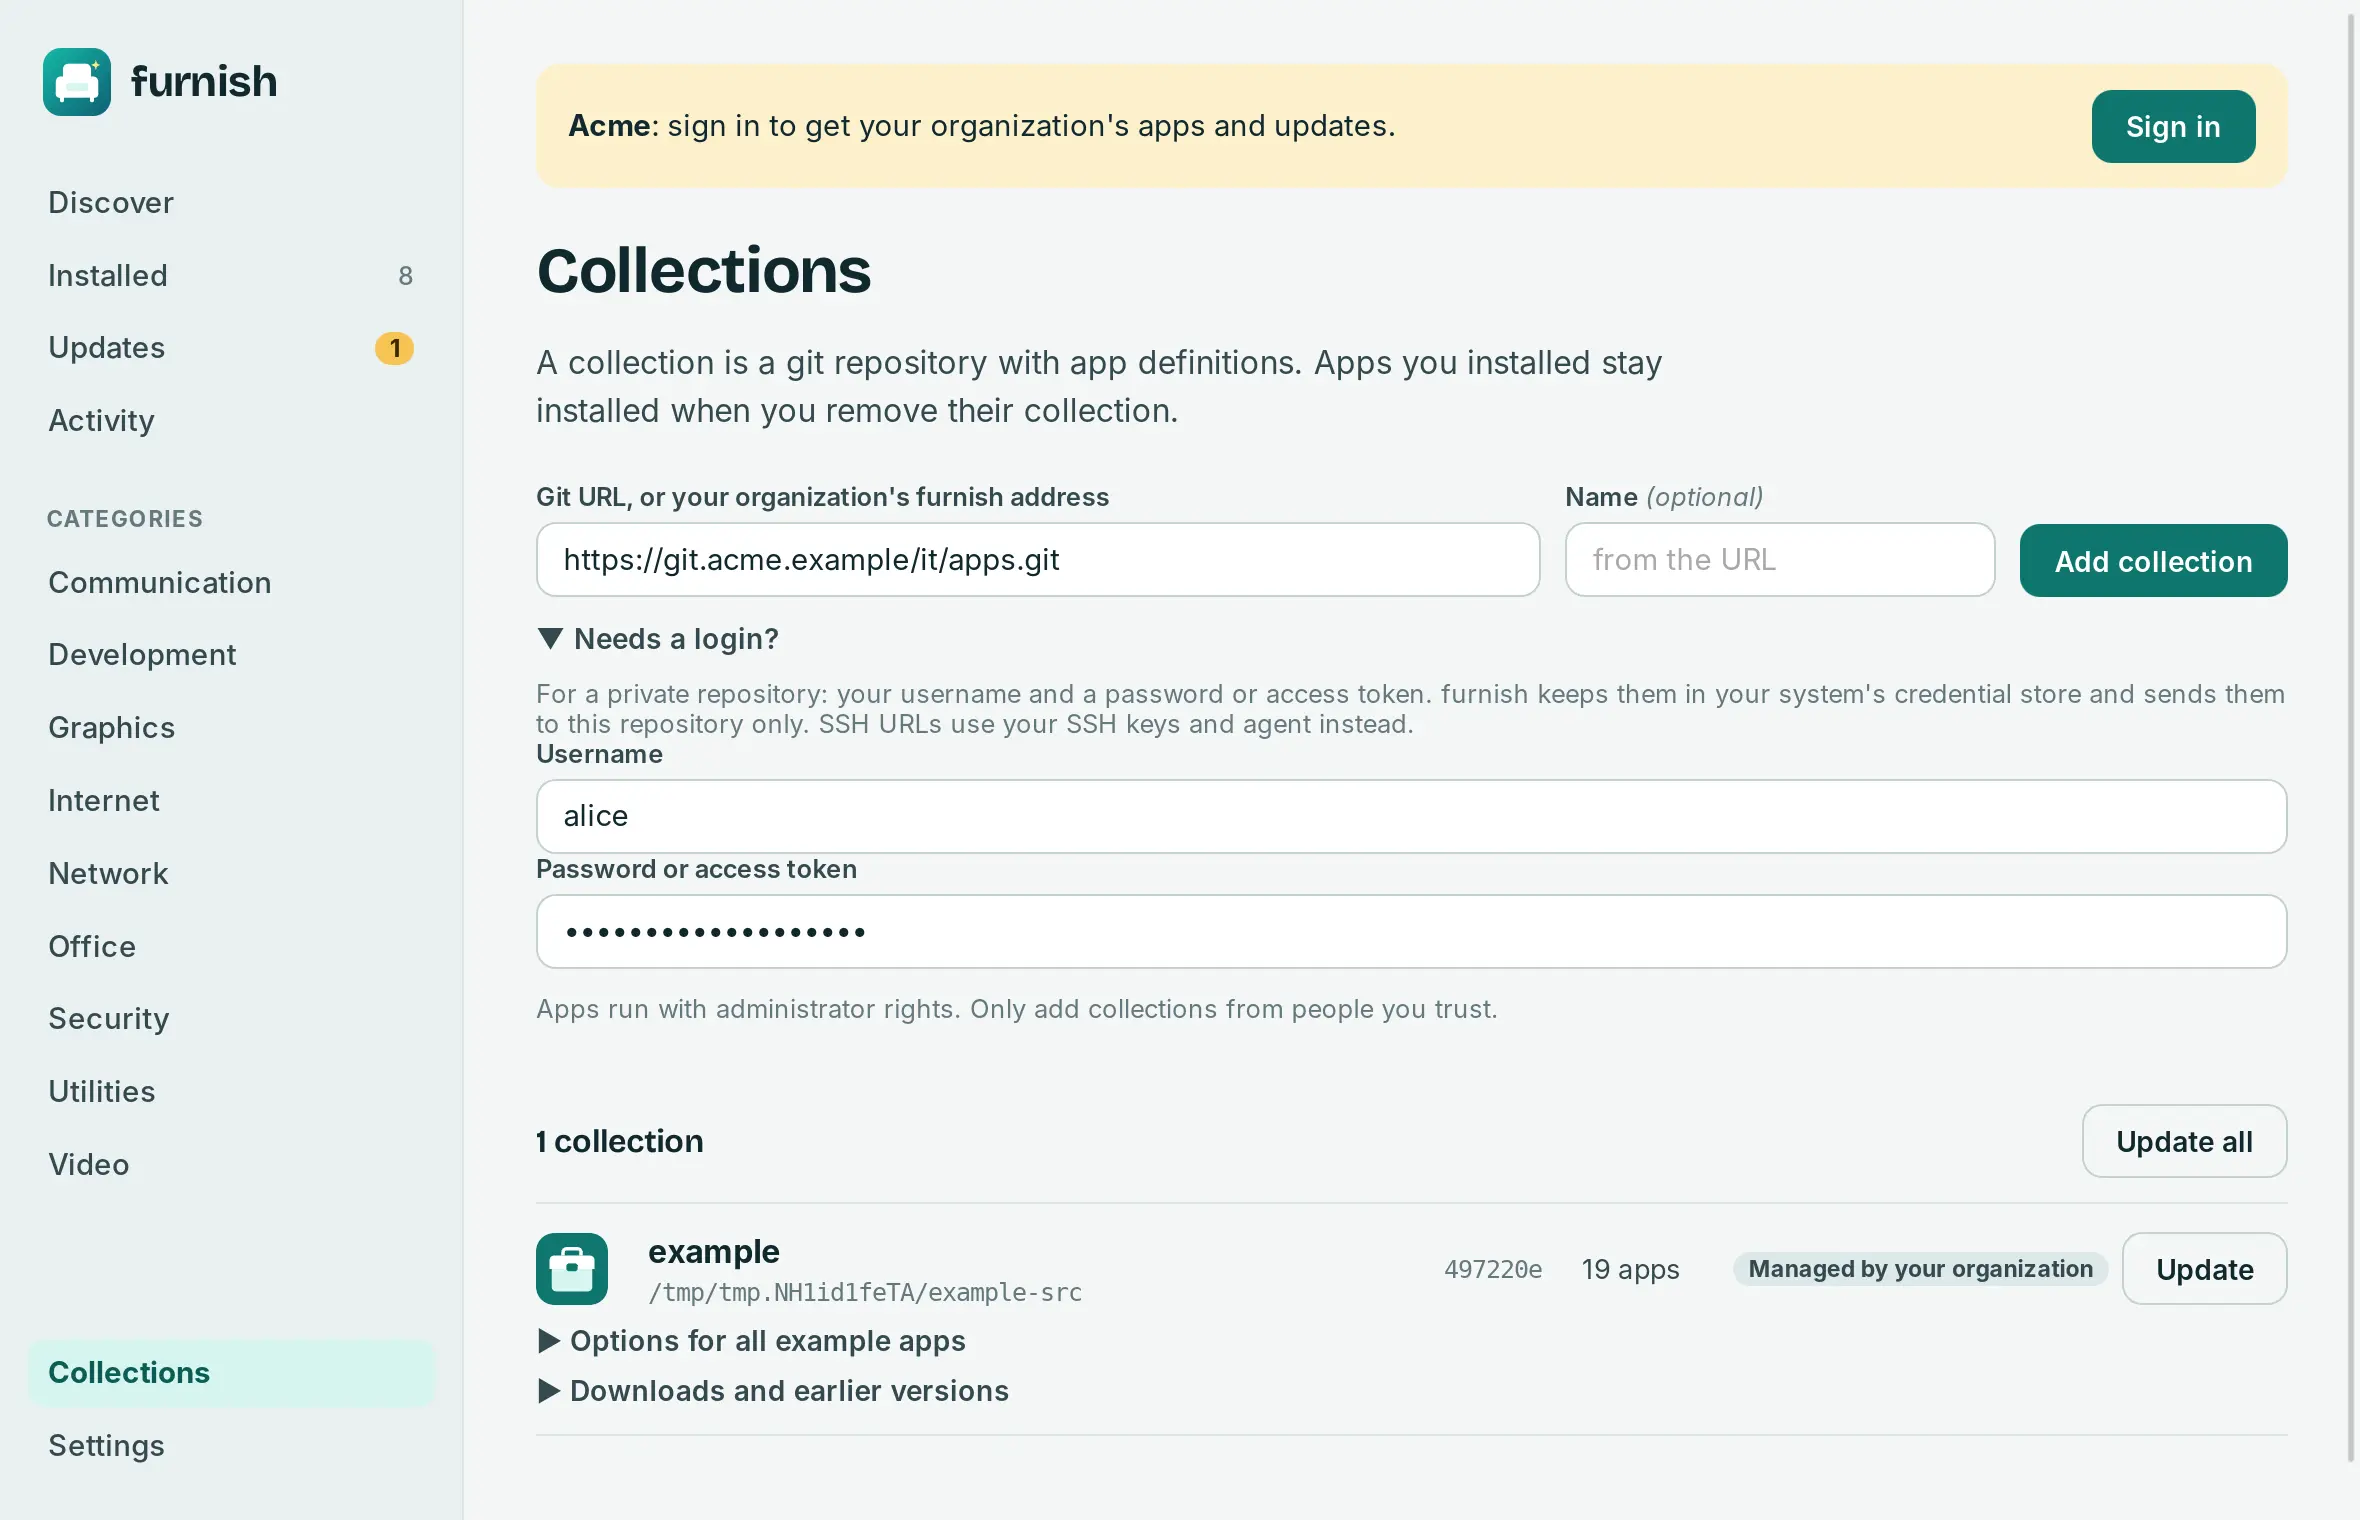 furnish
Discover
Installed 8
Updates 1
Activity
CATEGORIES
Communication
Development
Graphics
Internet
Network
Office
Security
Utilities
Video
Collections
Settings
Acme: sign in to get your organization's apps and updates.
Sign in
Collections
A collection is a git repository with app definitions. Apps you installed stay
installed when you remove their collection.
Git URL, or your organization's furnish address
https://git.acme.example/it/apps.git
Name (optional)
from the URL
Add collection
▼ Needs a login?
For a private repository: your username and a password or access token. furnish keeps them in your system's credential store and sends them
to this repository only. SSH URLs use your SSH keys and agent instead.
Username
alice
Password or access token
•••••••••••••••••••
Apps run with administrator rights. Only add collections from people you trust.
1 collection
Update all
example
/tmp/tmp.NH1id1feTA/example-src
497220e 19 apps Managed by your organization Update
▶ Options for all example apps
▶ Downloads and earlier versions